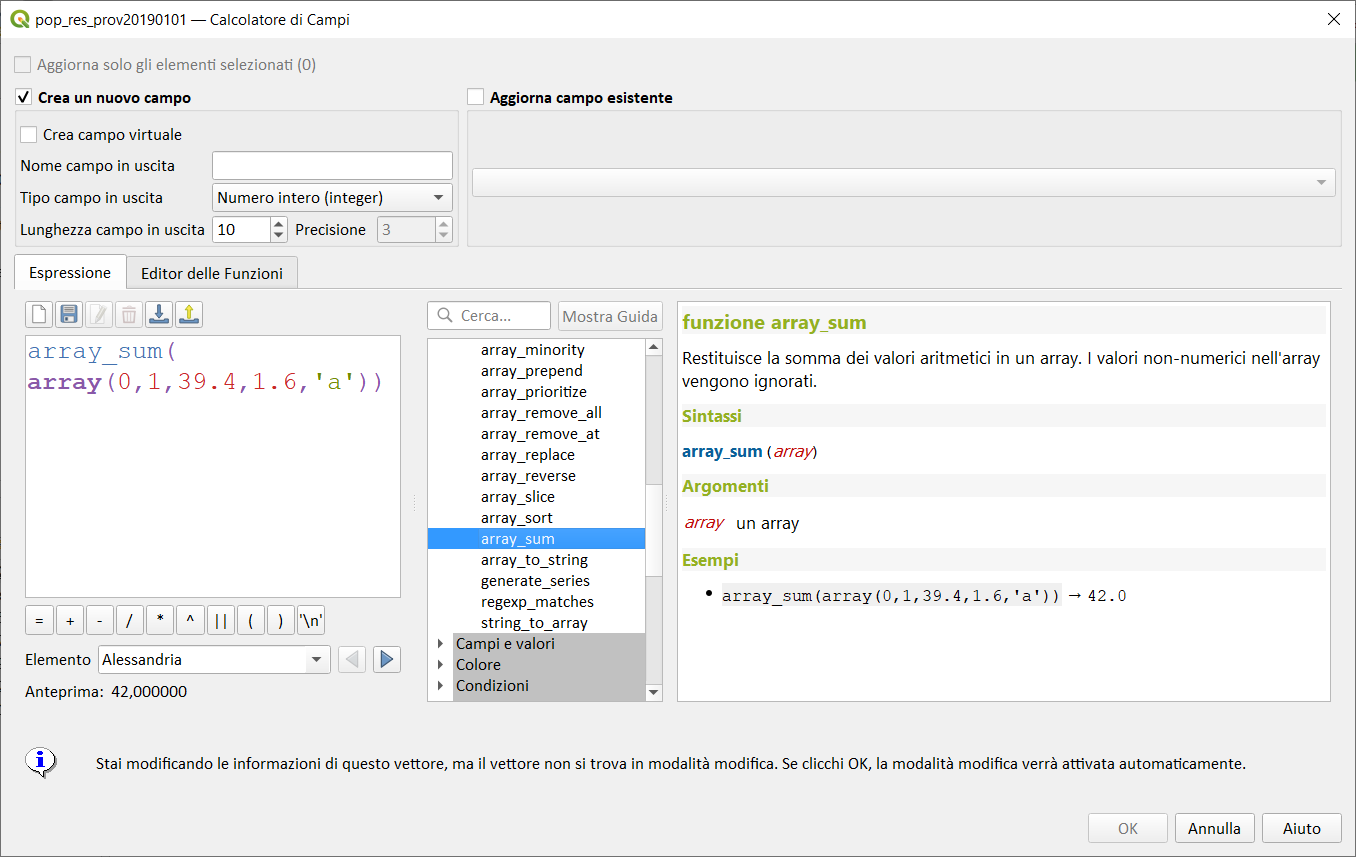 pop_res_prov20190101 — Calcolatore di Campi
Aggiorna solo gli elementi selezionati (0)
Crea un nuovo campo
Aggiorna campo esistente
Crea campo virtuale
Nome campo in uscita
Tipo campo in uscita Numero intero (integer)
Lunghezza campo in uscita 10 Precisione 3
Espressione Editor delle Funzioni
array_sum(
array(0,1,39.4,1.6,'a'))
= + - / * ^ || ( ) '\n'
Elemento Alessandria
Anteprima: 42,000000
Cerca... Mostra Guida
array_minority
array_prepend
array_prioritize
array_remove_all
array_remove_at
array_replace
array_reverse
array_slice
array_sort
array_sum
array_to_string
generate_series
regexp_matches
string_to_array
Campi e valori
Colore
Condizioni
funzione array_sum
Restituisce la somma dei valori aritmetici in un array. I valori non-numerici nell'array
vengono ignorati.
Sintassi
array_sum (array)
Argomenti
array un array
Esempi
• array_sum(array(0,1,39.4,1.6,'a')) → 42.0
Stai modificando le informazioni di questo vettore, ma il vettore non si trova in modalità modifica. Se clicchi OK, la modalità modifica verrà attivata automaticamente.
OK Annulla Aiuto